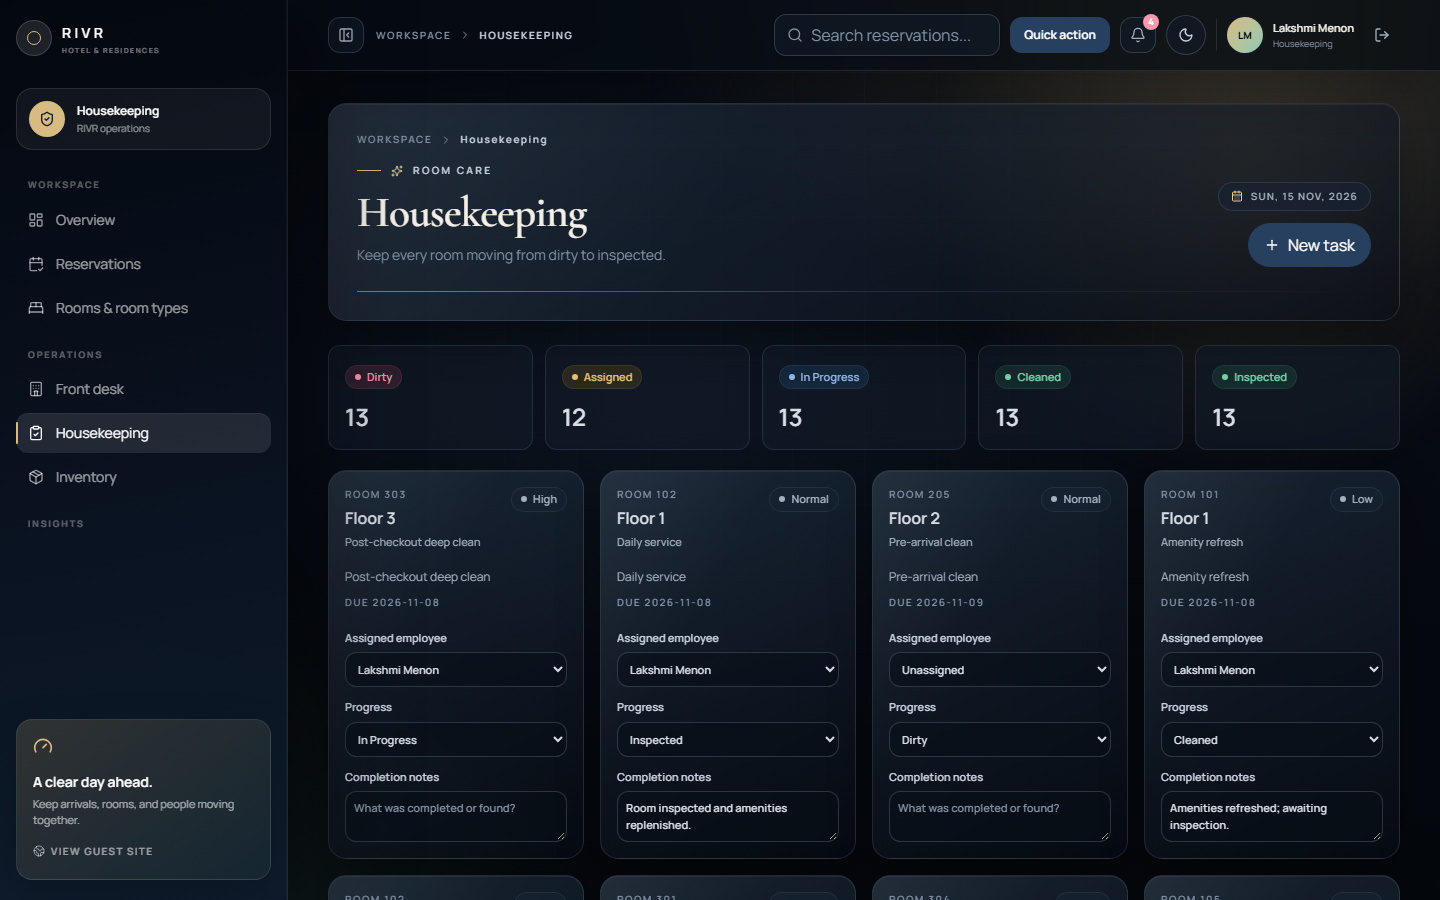 RIVR
HOTEL & RESIDENCES
Housekeeping
RIVR operations
WORKSPACE
Overview
Reservations
Rooms & room types
OPERATIONS
Front desk
Housekeeping
Inventory
INSIGHTS
A clear day ahead.
Keep arrivals, rooms, and people moving
together.
VIEW GUEST SITE
WORKSPACE > HOUSEKEEPING
Search reservations...
Quick action
4
LM
Lakshmi Menon
Housekeeping
WORKSPACE > Housekeeping
ROOM CARE
Housekeeping
Keep every room moving from dirty to inspected.
SUN, 15 NOV, 2026
+ New task
Dirty
13
Assigned
12
In Progress
13
Cleaned
13
Inspected
13
ROOM 303
High
Floor 3
Post-checkout deep clean
Post-checkout deep clean
DUE 2026-11-08
Assigned employee
Lakshmi Menon
Progress
In Progress
Completion notes
What was completed or found?
ROOM 102
Normal
Floor 1
Daily service
Daily service
DUE 2026-11-08
Assigned employee
Lakshmi Menon
Progress
Inspected
Completion notes
Room inspected and amenities
replenished.
ROOM 205
Normal
Floor 2
Pre-arrival clean
Pre-arrival clean
DUE 2026-11-09
Assigned employee
Unassigned
Progress
Dirty
Completion notes
What was completed or found?
ROOM 101
Low
Floor 1
Amenity refresh
Amenity refresh
DUE 2026-11-08
Assigned employee
Lakshmi Menon
Progress
Cleaned
Completion notes
Amenities refreshed; awaiting
inspection.
ROOM 102
ROOM 301
ROOM 304
ROOM 105